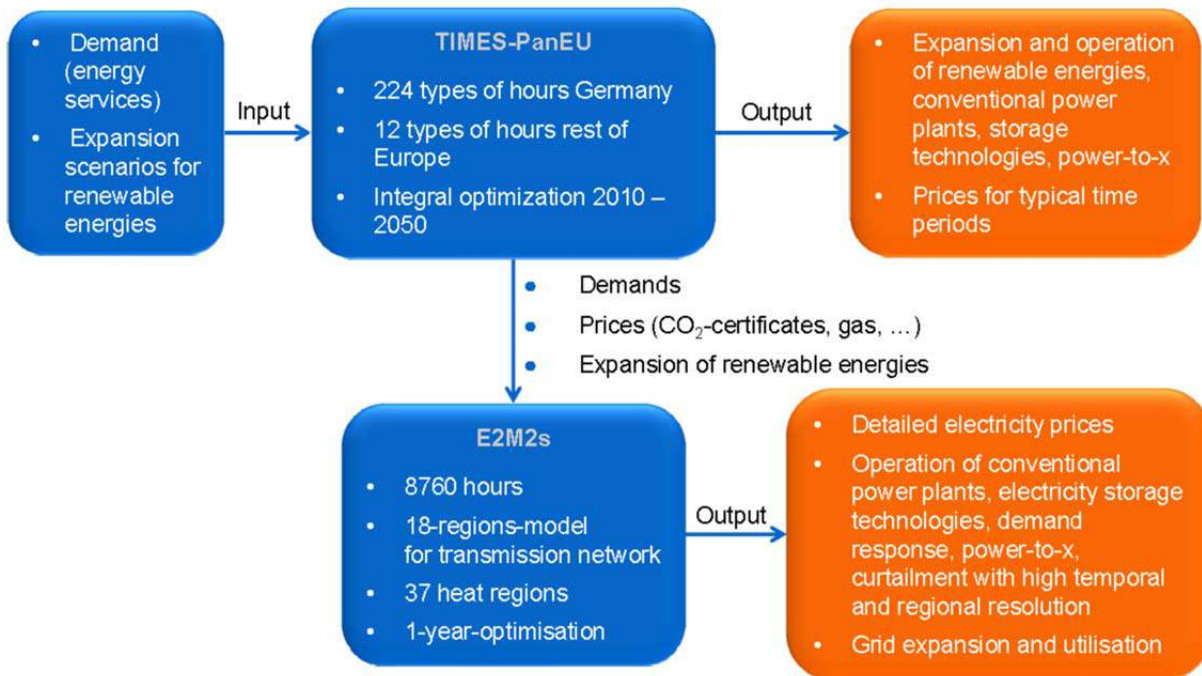 • Demand
(energy
services)
• Expansion
scenarios for
renewable
energies
Input
TIMES-PanEU
• 224 types of hours Germany
• 12 types of hours rest of
Europe
• Integral optimization 2010 –
2050
Output
• Expansion and operation
of renewable energies,
conventional power
plants, storage
technologies, power-to-x
• Prices for typical time
periods
• Demands
• Prices (CO₂-certificates, gas, …)
• Expansion of renewable energies
E2M2s
• 8760 hours
• 18-regions-model
for transmission network
• 37 heat regions
• 1-year-optimisation
Output
• Detailed electricity prices
• Operation of conventional
power plants, electricity storage
technologies, demand
response, power-to-x,
curtailment with high temporal
and regional resolution
• Grid expansion and utilisation